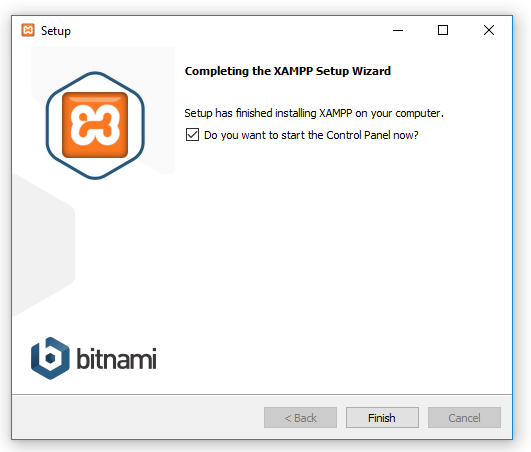 Setup
Completing the XAMPP Setup Wizard
Setup has finished installing XAMPP on your computer.
Do you want to start the Control Panel now?
bitnami
< Back
Finish
Cancel